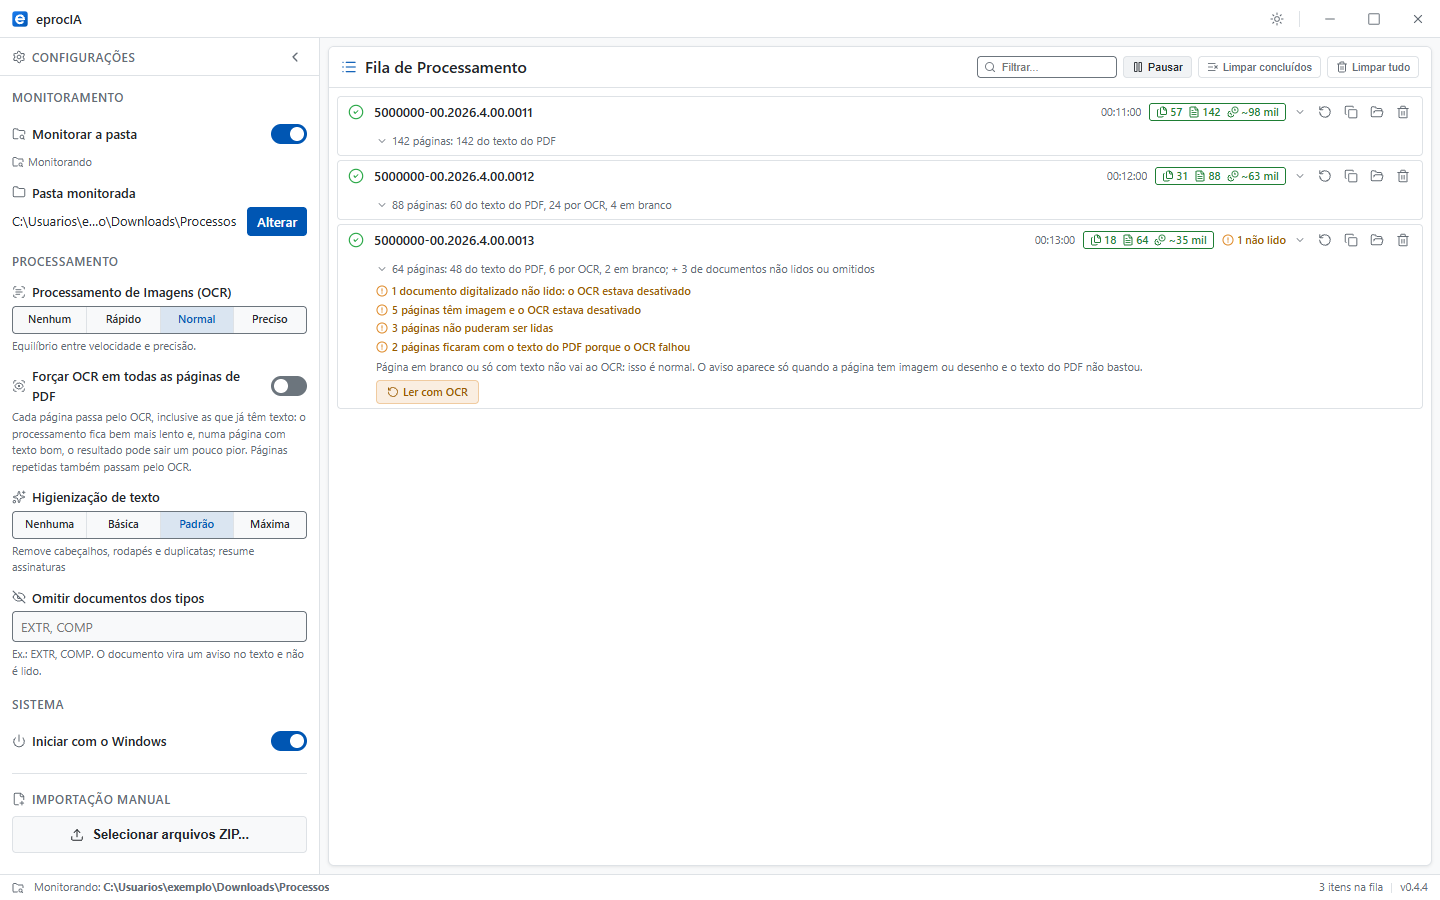 eprocIA
CONFIGURAÇÕES
MONITORAMENTO
Monitorar a pasta
Monitorando
Pasta monitorada
C:\Usuarios\e...o\Downloads\Processos
Alterar
PROCESSAMENTO
Processamento de Imagens (OCR)
Nenhum Rápido Normal Preciso
Equilíbrio entre velocidade e precisão.
Forçar OCR em todas as páginas de
PDF
Cada página passa pelo OCR, inclusive as que já têm texto: o
processamento fica bem mais lento e, numa página com
texto bom, o resultado pode sair um pouco pior. Páginas
repetidas também passam pelo OCR.
Higienização de texto
Nenhuma Básica Padrão Máxima
Remove cabeçalhos, rodapés e duplicatas; resume
assinaturas
Omitir documentos dos tipos
EXTR, COMP
Ex.: EXTR, COMP. O documento vira um aviso no texto e não
é lido.
SISTEMA
Iniciar com o Windows
IMPORTAÇÃO MANUAL
Selecionar arquivos ZIP...
Fila de Processamento
Filtrar... Pausar Limpar concluídos Limpar tudo
5000000-00.2026.4.00.0011 00:11:00 57 142 ~98 mil
142 páginas: 142 do texto do PDF
5000000-00.2026.4.00.0012 00:12:00 31 88 ~63 mil
88 páginas: 60 do texto do PDF, 24 por OCR, 4 em branco
5000000-00.2026.4.00.0013 00:13:00 18 64 ~35 mil 1 não lido
64 páginas: 48 do texto do PDF, 6 por OCR, 2 em branco; + 3 de documentos não lidos ou omitidos
1 documento digitalizado não lido: o OCR estava desativado
5 páginas têm imagem e o OCR estava desativado
3 páginas não puderam ser lidas
2 páginas ficaram com o texto do PDF porque o OCR falhou
Página em branco ou só com texto não vai ao OCR: isso é normal. O aviso aparece só quando a página tem imagem ou desenho e o texto do PDF não bastou.
Ler com OCR
Monitorando: C:\Usuarios\exemplo\Downloads\Processos
3 itens na fila v0.4.4